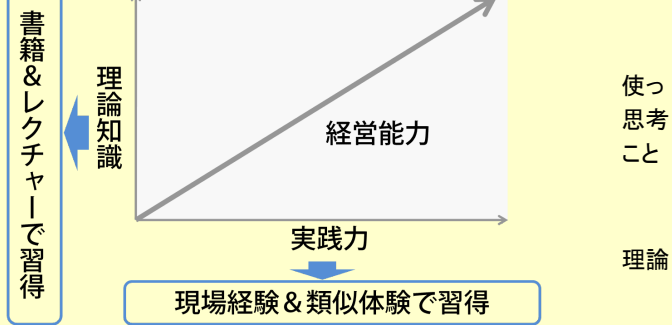 書籍&レクチャーで習得
理論知識
経営能力
実践力
現場経験&類似体験で習得
使っ
思考
こと
理論